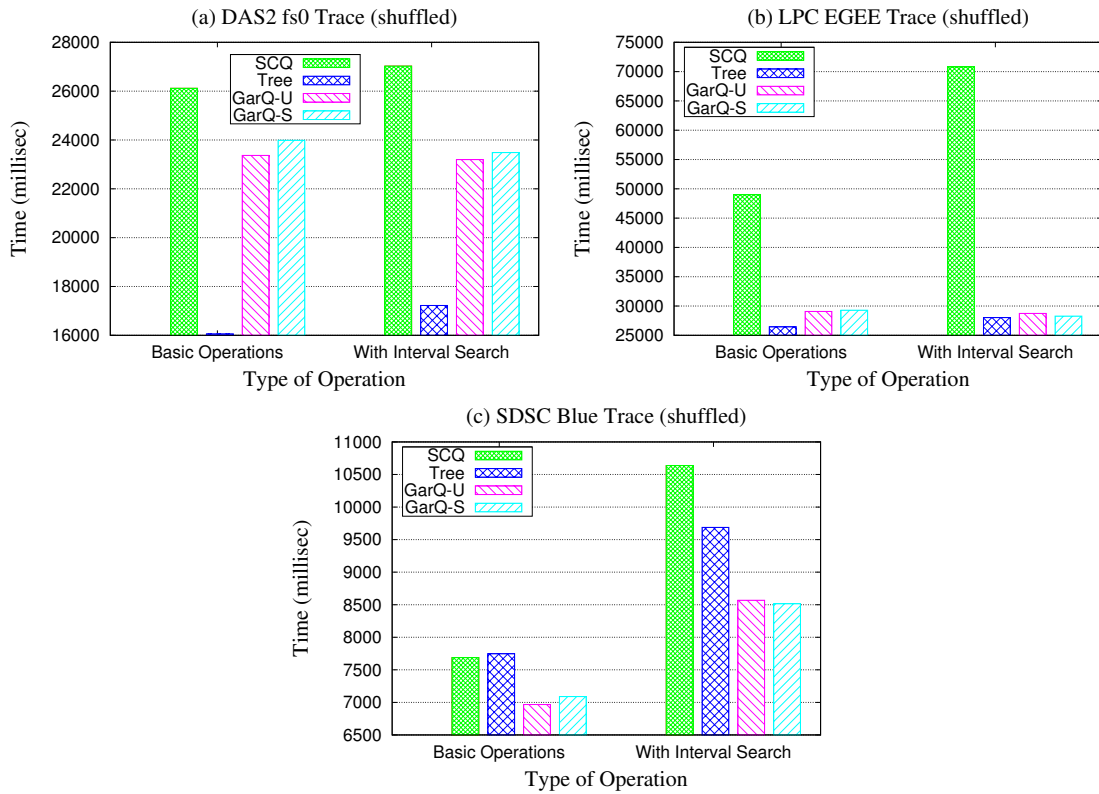 (a) DAS2 fs0 Trace (shuffled)
28000
26000
24000
22000
20000
18000
16000
Time (millisec)
SCQ
Tree
GarQ-U
GarQ-S
Basic Operations
With Interval Search
Type of Operation
(b) LPC EGEE Trace (shuffled)
75000
70000
65000
60000
55000
50000
45000
40000
35000
30000
25000
Time (millisec)
SCQ
Tree
GarQ-U
GarQ-S
Basic Operations
With Interval Search
Type of Operation
(c) SDSC Blue Trace (shuffled)
11000
10500
10000
9500
9000
8500
8000
7500
7000
6500
Time (millisec)
SCQ
Tree
GarQ-U
GarQ-S
Basic Operations
With Interval Search
Type of Operation